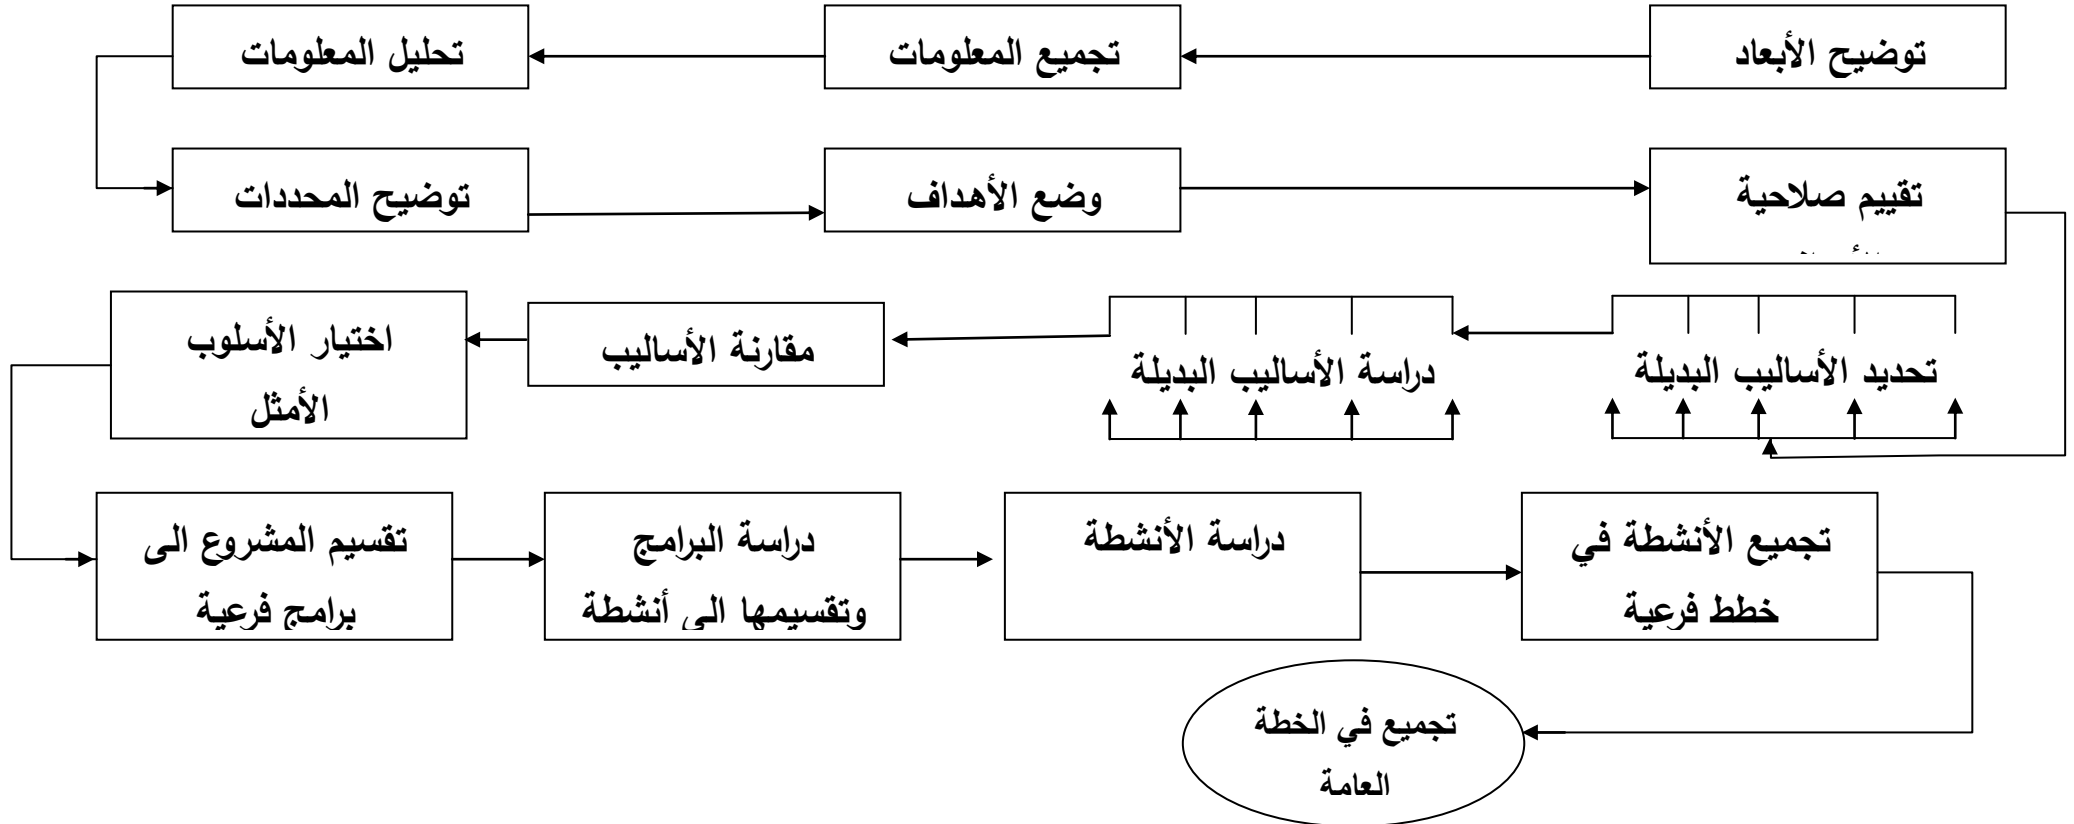 توضيح الأبعاد
تجميع المعلومات
تحليل المعلومات
توضيح المحددات
وضع الأهداف
تقييم صلاحية
تحديد الأساليب البديلة
دراسة الأساليب البديلة
مقارنة الأساليب
اختيار الأسلوب
الأمثل
تقسيم المشروع الى
برامج فرعية
دراسة البرامج
وتقسيمها الى أنشطة
دراسة الأنشطة
تجميع الأنشطة في
خطط فرعية
تجميع في الخطة
العامة